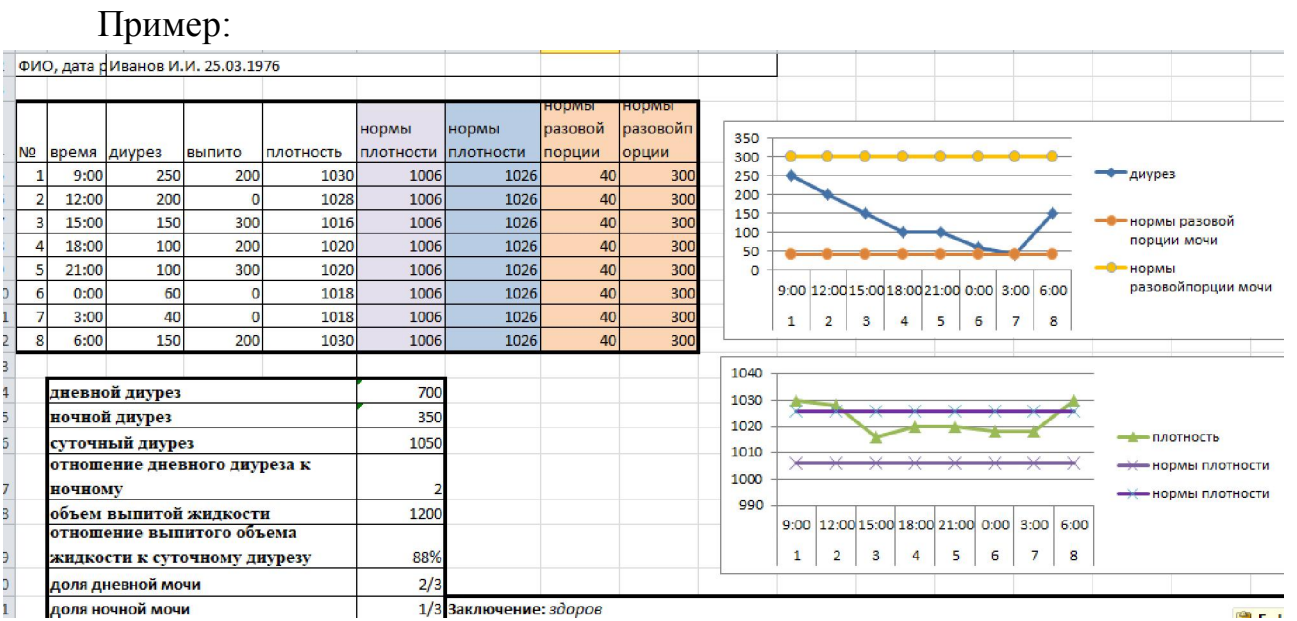 Пример:
ФИО, дата р Иванов И.И. 25.03.1976
№ время диурез выпито плотность нормы плотности нормы плотности нормы разовой порции нормы разовойп орции
1 9:00 250 200 1030 1006 1026 40 300
2 12:00 200 0 1028 1006 1026 40 300
3 15:00 150 300 1016 1006 1026 40 300
4 18:00 100 200 1020 1006 1026 40 300
5 21:00 100 300 1020 1006 1026 40 300
6 0:00 60 0 1018 1006 1026 40 300
7 3:00 40 0 1018 1006 1026 40 300
8 6:00 150 200 1030 1006 1026 40 300
дневной диурез 700
ночной диурез 350
суточный диурез 1050
отношение дневного диуреза к
ночному 2
объем выпитой жидкости 1200
отношение выпитого объема
жидкости к суточному диурезу 88%
доля дневной мочи 2/3
доля ночной мочи 1/3
Заключение: здоров
350
300
250
200
150
100
50
0
9:00 12:00 15:00 18:00 21:00 0:00 3:00 6:00
1 2 3 4 5 6 7 8
диурез
нормы разовой
порции мочи
нормы
разовойпорции мочи
1040
1030
1020
1010
1000
990
9:00 12:00 15:00 18:00 21:00 0:00 3:00 6:00
1 2 3 4 5 6 7 8
плотность
нормы плотности
нормы плотности